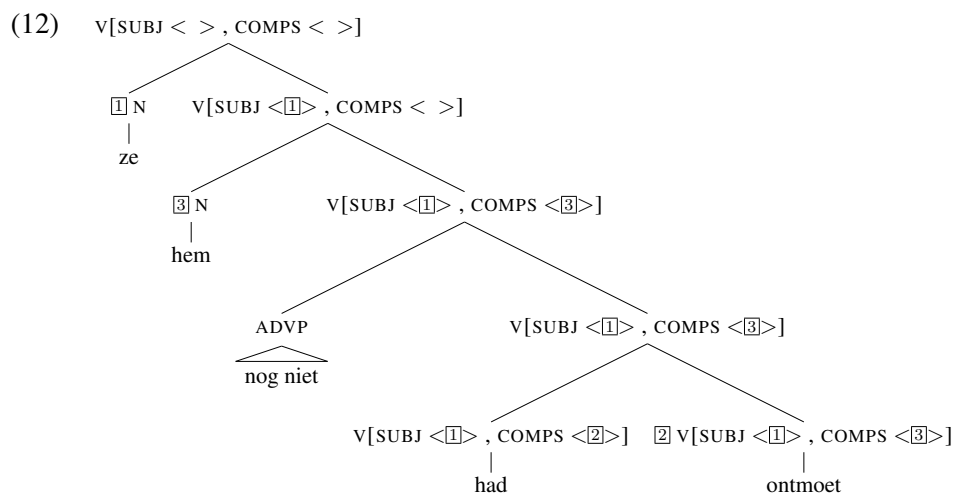 (12) V[SUBJ < > , COMPS < >]
1 N V[SUBJ <1> , COMPS < >]
ze
3 N V[SUBJ <1> , COMPS <3>]
hem
ADVP V[SUBJ <1> , COMPS <3>]
nog niet
V[SUBJ <1> , COMPS <2>] 2 V[SUBJ <1> , COMPS <3>]
had ontmoet